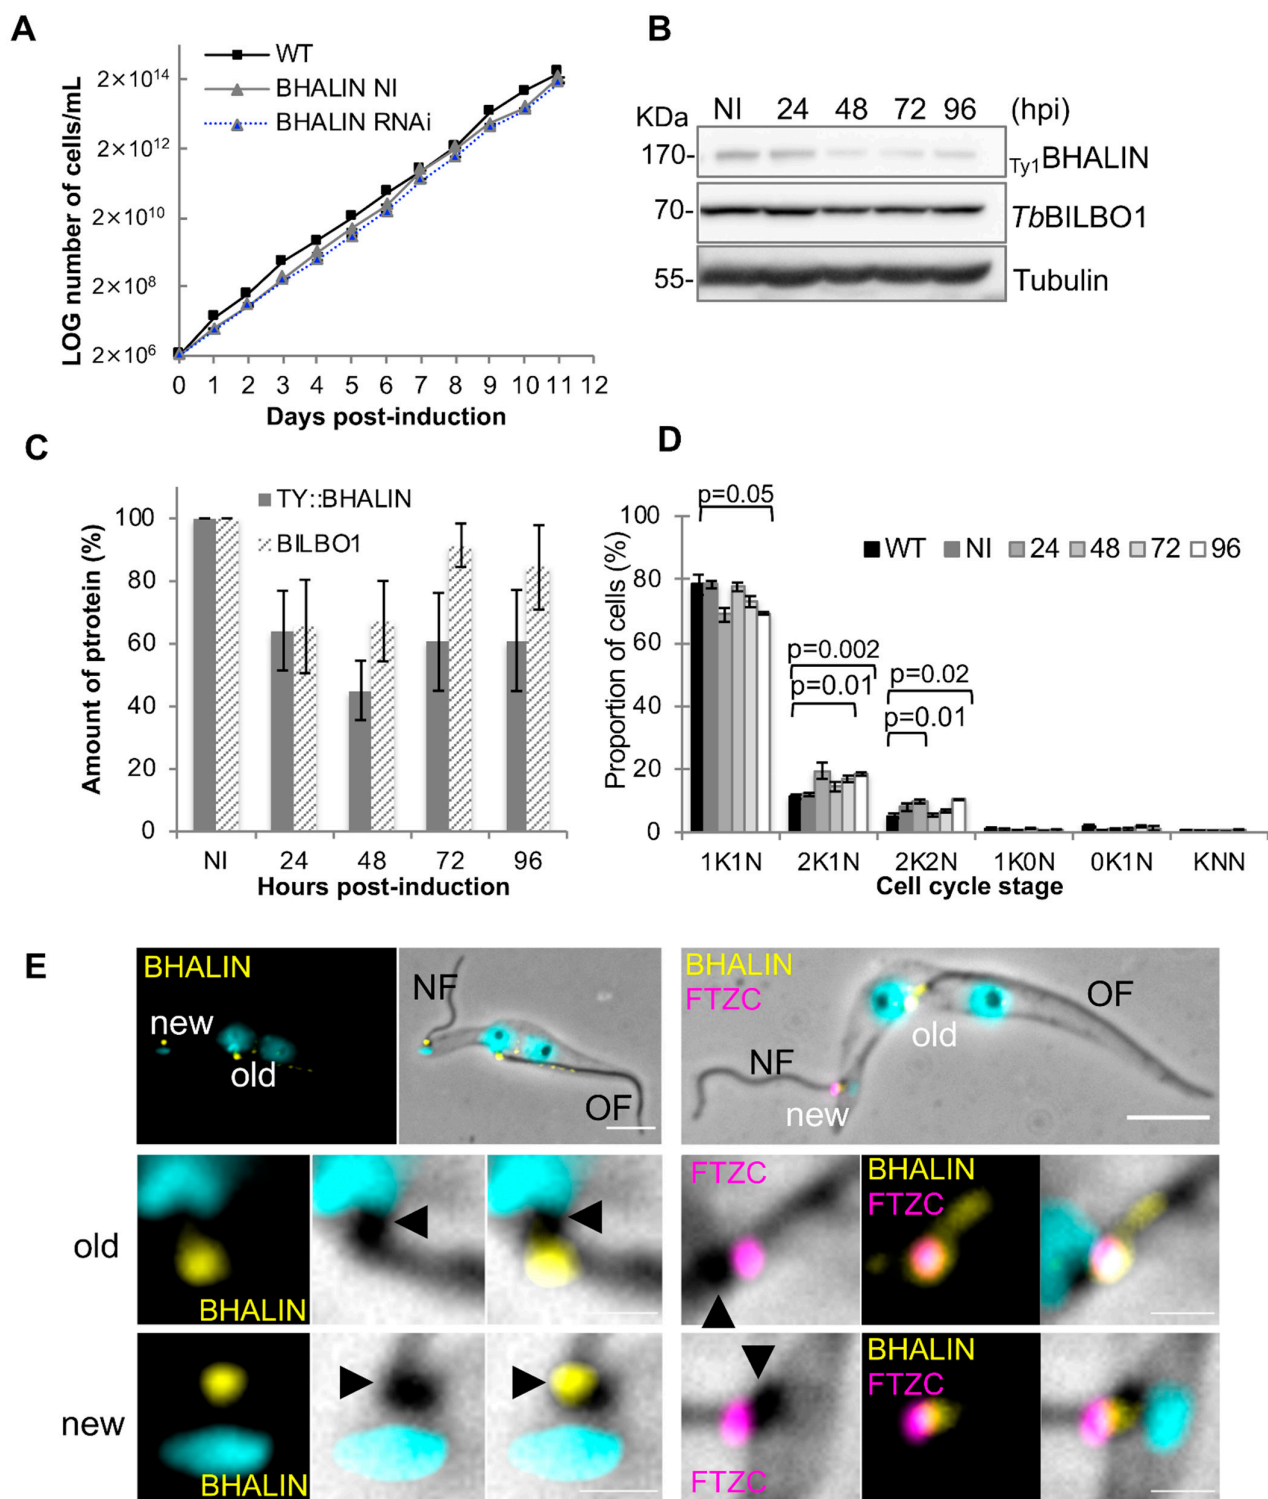 A
WT
BHALIN NI
BHALIN RNAi
LOG number of cells/mL
2×10^14
2×10^12
2×10^10
2×10^8
2×10^6
0 1 2 3 4 5 6 7 8 9 10 11 12
Days post-induction
B
KDa NI 24 48 72 96 (hpi)
170- Ty1BHALIN
70- TbBILBO1
55- Tubulin
C
TY::BHALIN
BILBO1
Amount of ptrotein (%)
100
80
60
40
20
0
NI 24 48 72 96
Hours post-induction
D
p=0.05
WT NI 24 48 72 96
Proportion of cells (%)
100
80
60
40
20
0
p=0.002
p=0.01
p=0.02
p=0.01
1K1N 2K1N 2K2N 1K0N 0K1N KNN
Cell cycle stage
E
BHALIN
new
old
NF
OF
BHALIN
FTZC
OF
old
NF
new
old
BHALIN
FTZC
BHALIN
FTZC
new
BHALIN
FTZC
BHALIN
FTZC